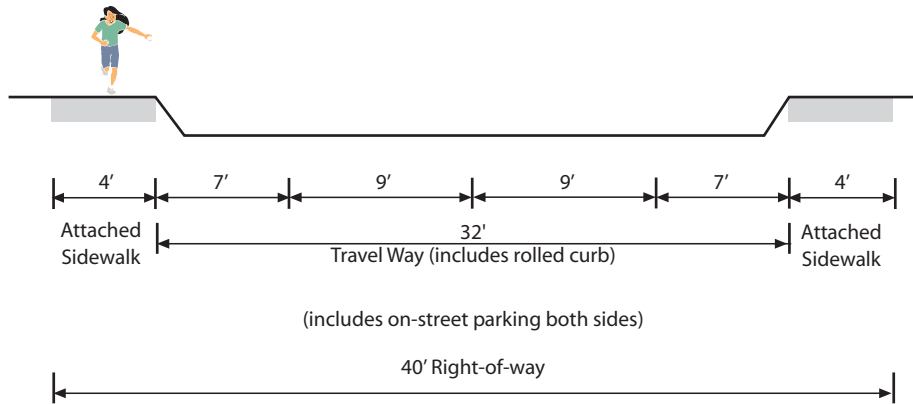 4′ 7′ 9′ 9′ 7′ 4′
Attached
Sidewalk
32'
Travel Way (includes rolled curb)
Attached
Sidewalk
(includes on-street parking both sides)
40′ Right-of-way